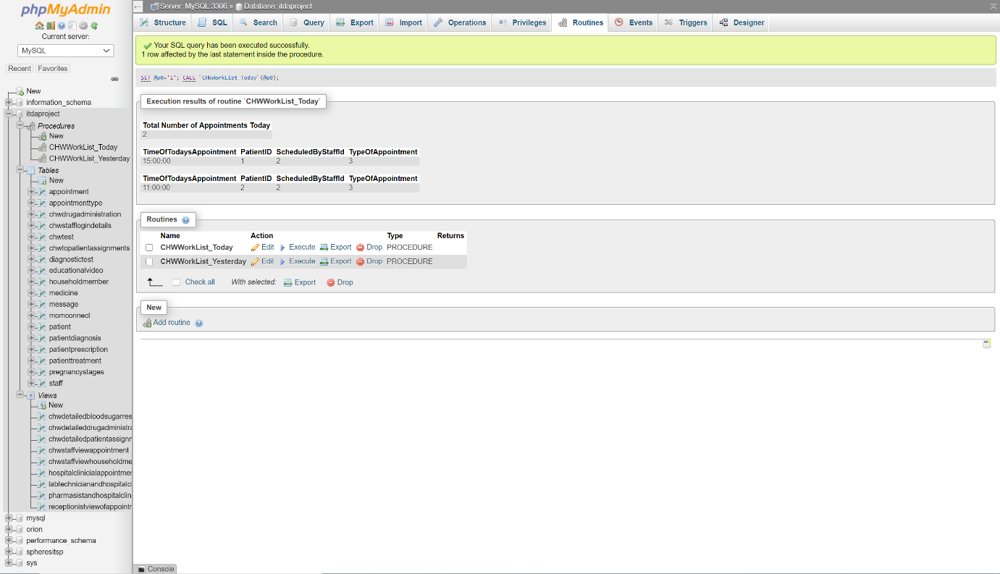 phpMyAdmin
Current server:
MySQL
Recent Favorites
New
information_schema
itdaproject
Procedures
New
CHWWorkList_Today
CHWWorkList_Yesterday
Tables
New
appointment
appointmenttype
chwdrugadministration
chwstafflogindetails
chwtest
chwtopatientassignments
diagnostictest
educationalvideo
householdmember
medicine
message
momconnect
patient
patientdiagnosis
patientprescription
patienttreatment
pregnancystages
staff
Views
New
chwdetailedbloodsugarres
chwdetaileddrugadministra
chwdetailedpatientassignm
chwstaffviewappointment
chwstaffviewhouseholdme
hospitalclinicialappointmen
labtechnicianandhospitalcl
pharmasistandhospitalclin
receptionistviewofappointm
mysql
orion
performance_schema
spheresitsp
sys
Server: MySQL:3306 » Database: itdaproject
Structure SQL Search Query Export Import Operations Privileges Routines Events Triggers Designer
Your SQL query has been executed successfully.
1 row affected by the last statement inside the procedure.
SET @p0='1'; CALL `CHWWorkList_Today`(@p0);
Execution results of routine `CHWWorkList_Today`
Total Number of Appointments Today
2
TimeOfTodaysAppointment PatientID ScheduledByStaffId TypeOfAppointment
15:00:00 1 2 3
TimeOfTodaysAppointment PatientID ScheduledByStaffId TypeOfAppointment
11:00:00 2 2 3
Routines
Name Action Type Returns
CHWWorkList_Today Edit Execute Export Drop PROCEDURE
CHWWorkList_Yesterday Edit Execute Export Drop PROCEDURE
Check all With selected: Export Drop
New
Add routine
Console